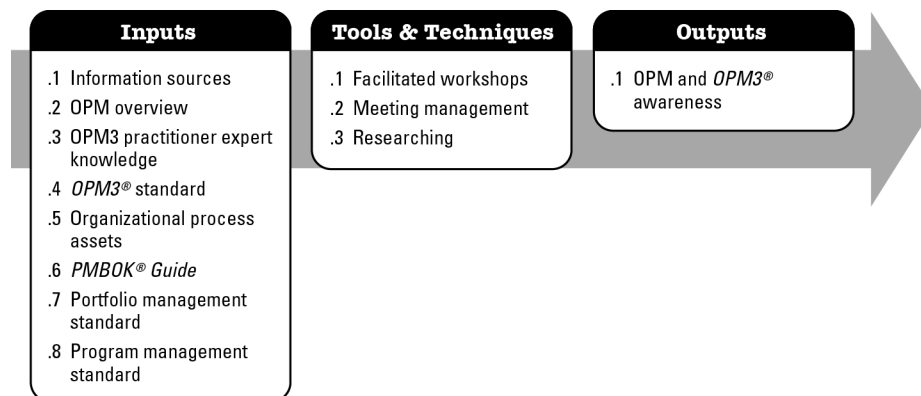 Inputs
.1 Information sources
.2 OPM overview
.3 OPM3 practitioner expert
knowledge
.4 OPM3® standard
.5 Organizational process
assets
.6 PMBOK® Guide
.7 Portfolio management
standard
.8 Program management
standard
Tools & Techniques
.1 Facilitated workshops
.2 Meeting management
.3 Researching
Outputs
.1 OPM and OPM3®
awareness